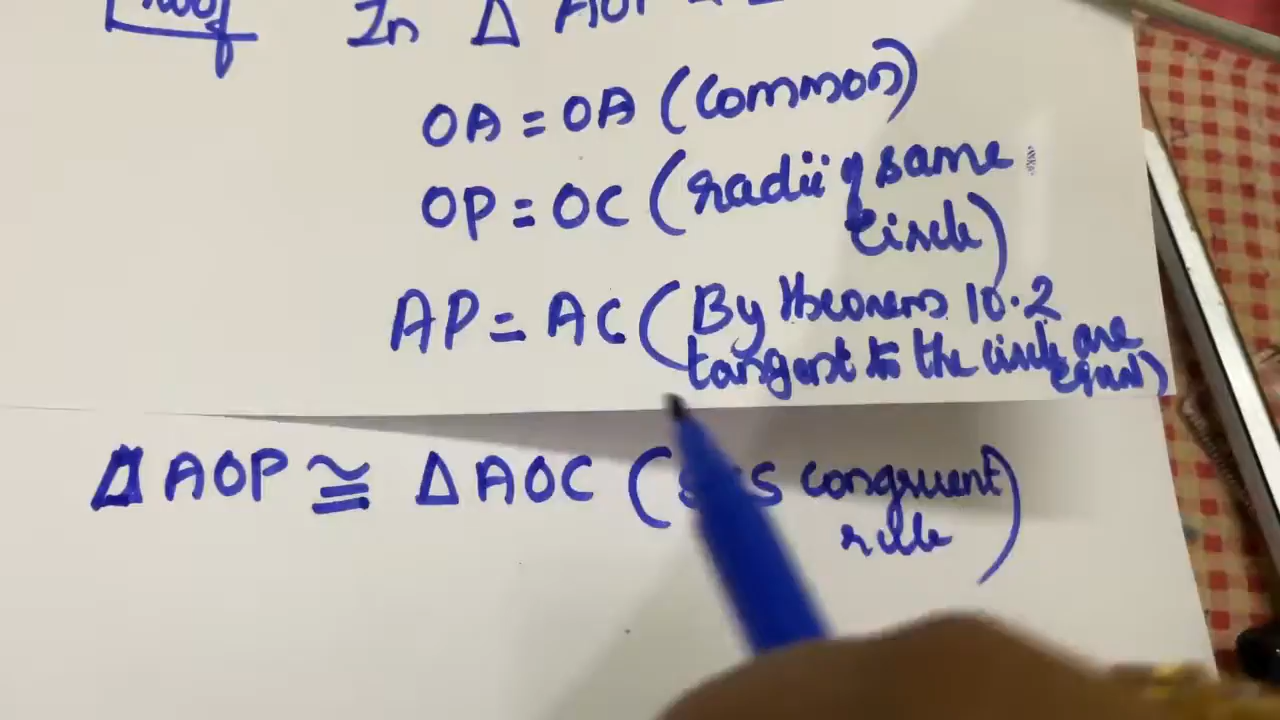 In Δ AOP
OA = OA (common)
OP = OC (radii of same
circle)
AP = AC (By theorem 10.2
tangent to the circle are
equal)
Δ AOP ≅ Δ AOC ( congruent
rule)